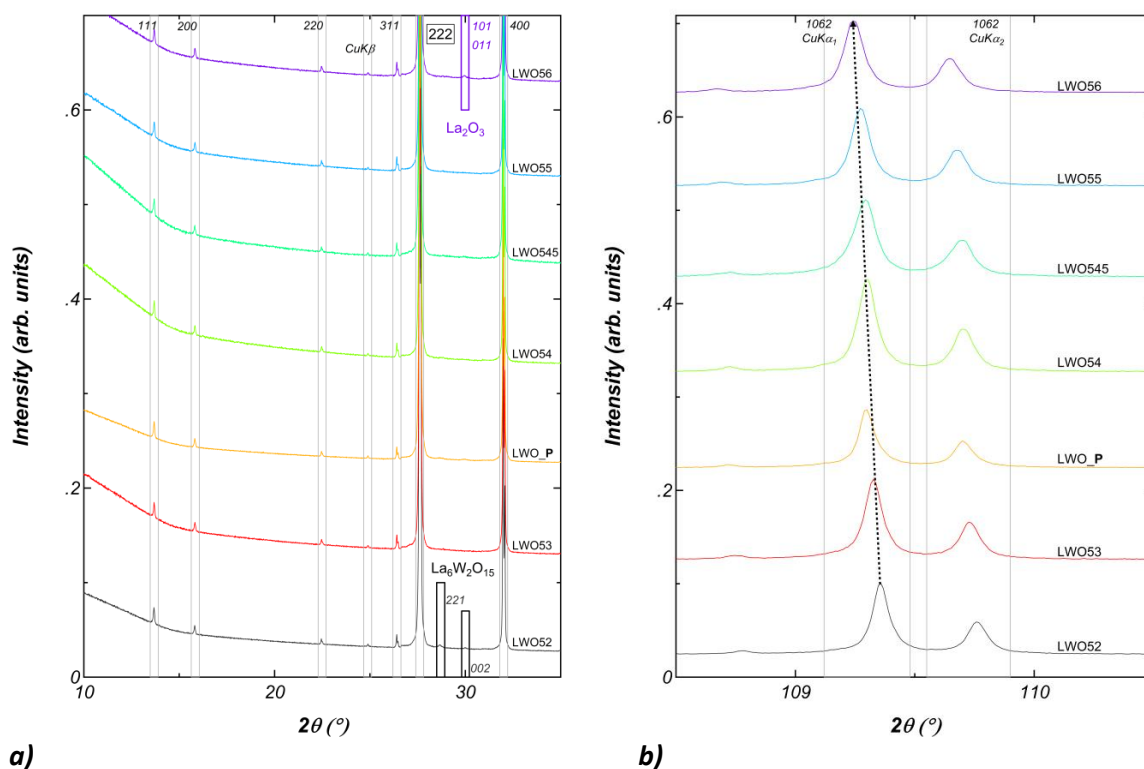 111 200 220 311 222 101 400
011
CuKβ
LWO56
La₂O₃
LWO55
LWO545
LWO54
LWO_P
LWO53
La₆W₂O₁₅
221
LWO52
002
.6
.4
.2
0
10 20 30
Intensity (arb. units)
2θ (°)
a)
1062 1062
CuKα₁ CuKα₂
LWO56
LWO55
LWO545
LWO54
LWO_P
LWO53
LWO52
.6
.4
.2
0
109 110
Intensity (arb. units)
2θ (°)
b)